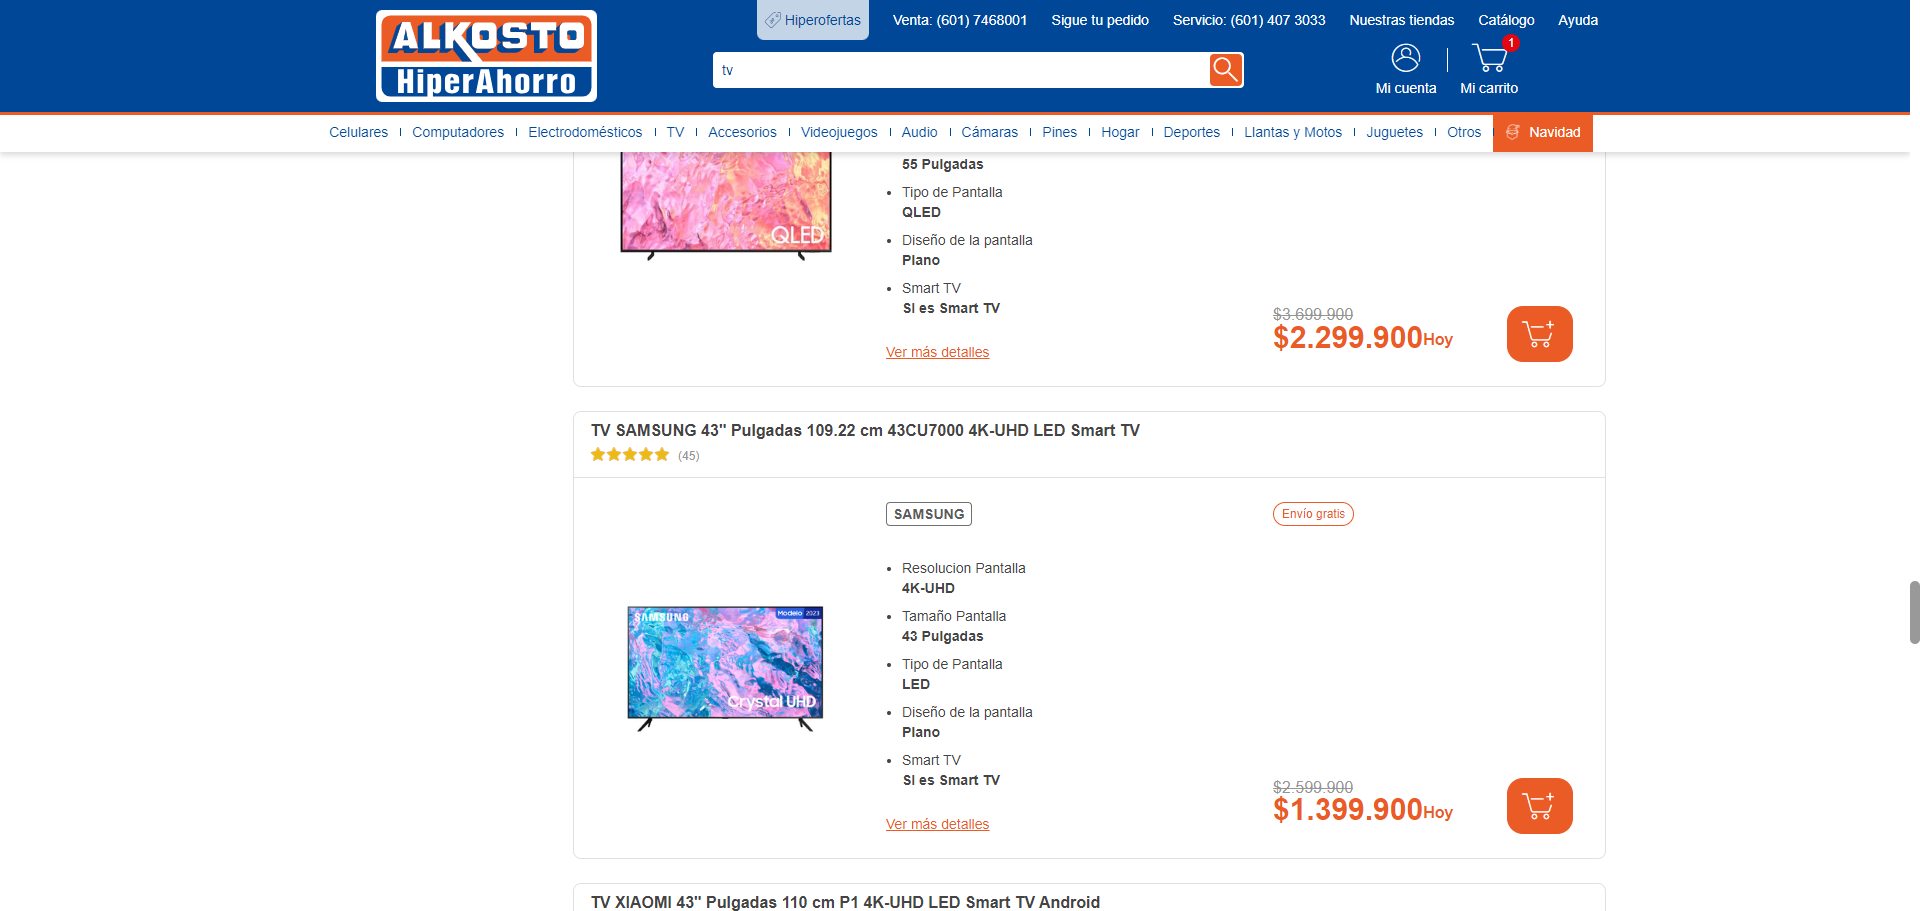 ALKOSTO
HiperAhorro
Hiperofertas
Venta: (601) 7468001
Sigue tu pedido
Servicio: (601) 407 3033
Nuestras tiendas
Catálogo
Ayuda
tv
Mi cuenta
1
Mi carrito
Celulares
Computadores
Electrodomésticos
TV
Accesorios
Videojuegos
Audio
Cámaras
Pines
Hogar
Deportes
Llantas y Motos
Juguetes
Otros
Navidad
QLED
55 Pulgadas
Tipo de Pantalla
QLED
Diseño de la pantalla
Plano
Smart TV
SI es Smart TV
Ver más detalles
$3.699.900
$2.299.900Hoy
TV SAMSUNG 43" Pulgadas 109.22 cm 43CU7000 4K-UHD LED Smart TV
(45)
SAMSUNG
Modelo 2023
Crystal UHD
SAMSUNG
Envío gratis
Resolucion Pantalla
4K-UHD
Tamaño Pantalla
43 Pulgadas
Tipo de Pantalla
LED
Diseño de la pantalla
Plano
Smart TV
SI es Smart TV
Ver más detalles
$2.599.900
$1.399.900Hoy
TV XIAOMI 43" Pulgadas 110 cm P1 4K-UHD LED Smart TV Android